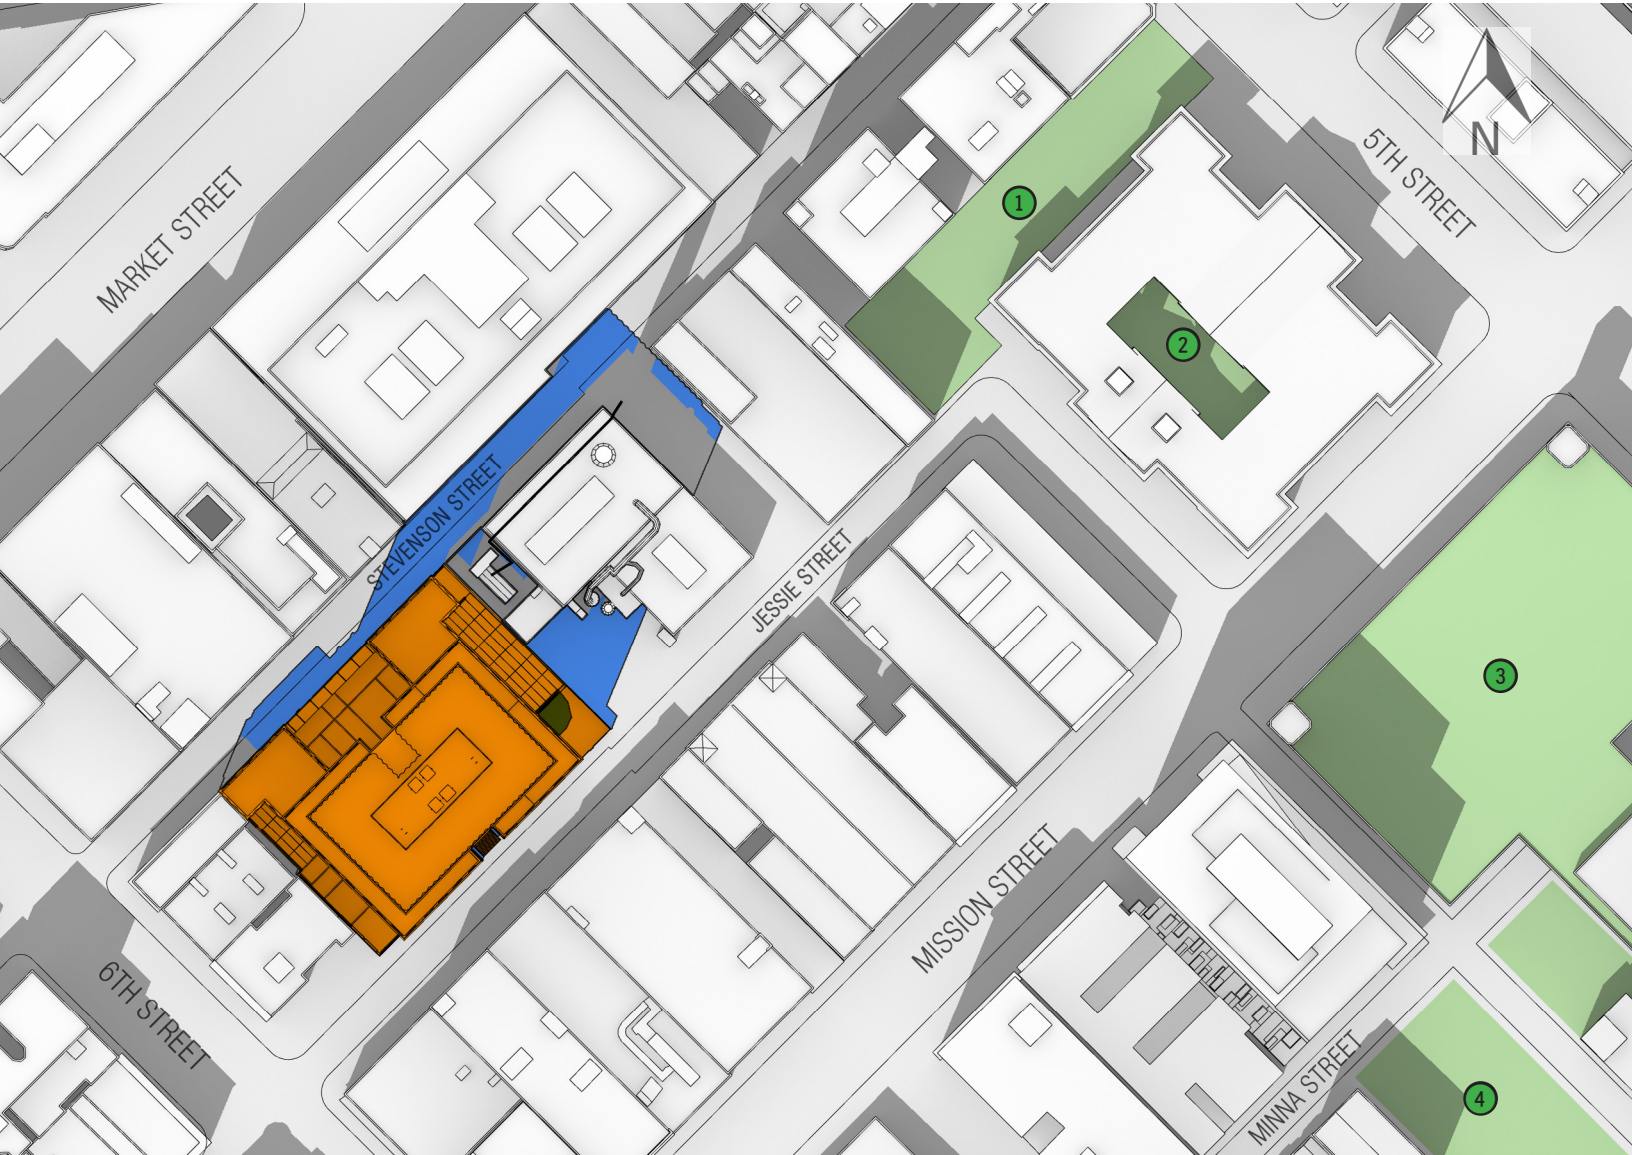 N
5TH STREET
MARKET STREET
1
2
STEVENSON STREET
JESSIE STREET
3
MISSION STREET
6TH STREET
MINNA STREET
4